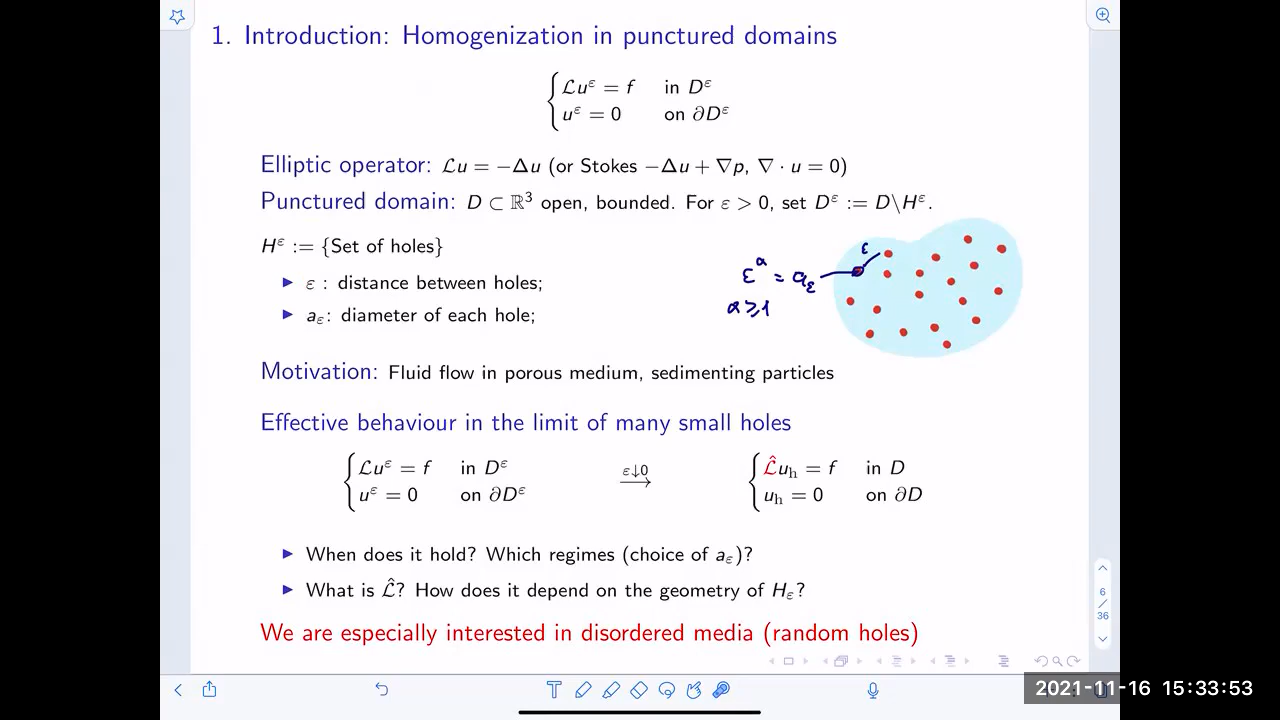 1. Introduction: Homogenization in punctured domains
ℒu^ε = f in D^ε
u^ε = 0 on ∂D^ε
Elliptic operator: ℒu = −Δu (or Stokes −Δu + ∇p, ∇ · u = 0)
Punctured domain: D ⊂ ℝ³ open, bounded. For ε > 0, set D^ε := D\H^ε.
H^ε := {Set of holes}
ε
▶ ε : distance between holes;
ε^α = a_ε
α ⩾ 1
▶ a_ε: diameter of each hole;
Motivation: Fluid flow in porous medium, sedimenting particles
Effective behaviour in the limit of many small holes
ℒu^ε = f in D^ε
u^ε = 0 on ∂D^ε
ε↓0
⟶
ℒ̂u_h = f in D
u_h = 0 on ∂D
▶ When does it hold? Which regimes (choice of a_ε)?
▶ What is ℒ̂? How does it depend on the geometry of H_ε?
We are especially interested in disordered media (random holes)
6
/
36
T
2021-11-16 15:33:53